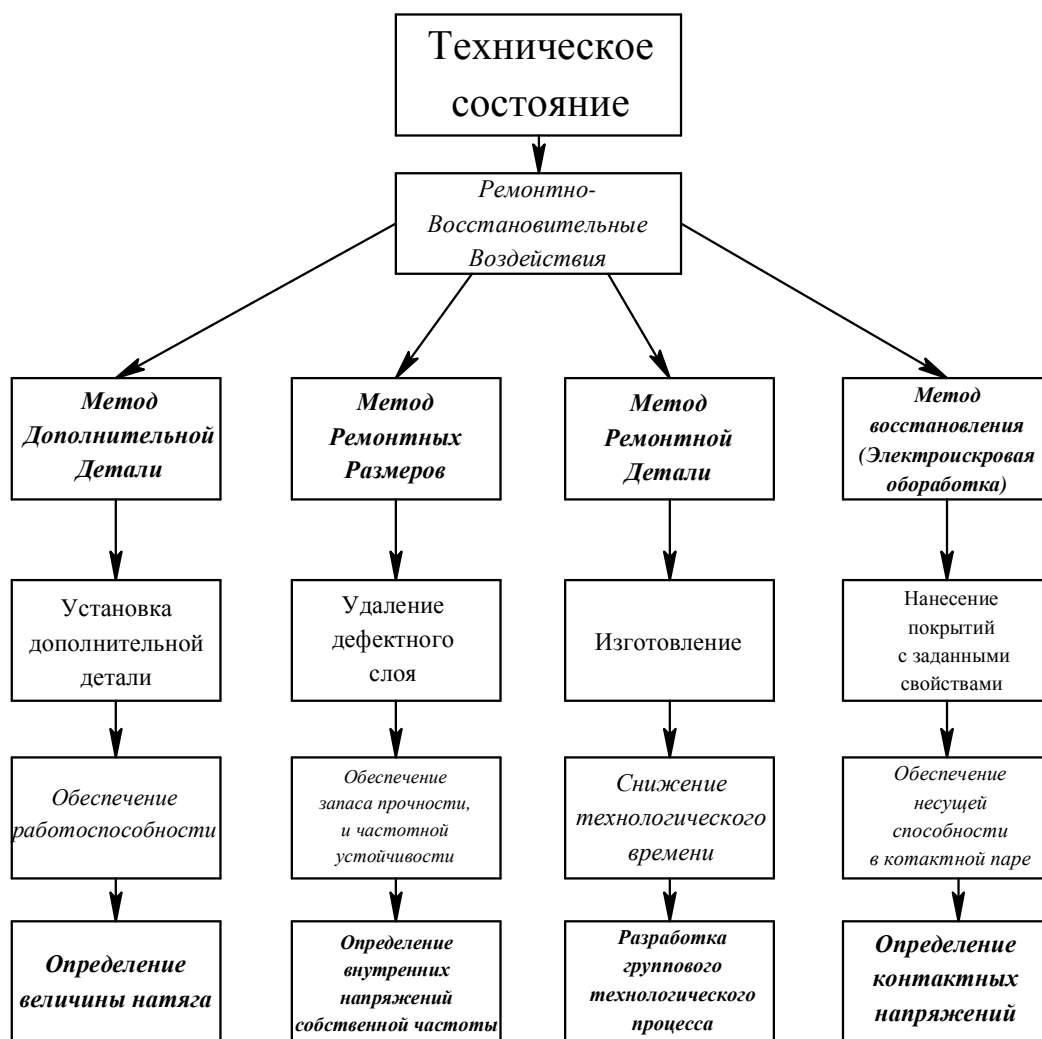 Техническое
состояние
Ремонтно-
Восстановительные
Воздействия
Метод
Дополнительной
Детали
Метод
Ремонтных
Размеров
Метод
Ремонтной
Детали
Метод
восстановления
(Электроискровая
обоработка)
Установка
дополнительной
детали
Удаление
дефектного
слоя
Изготовление
Нанесение
покрытий
с заданными
свойствами
Обеспечение
работоспособности
Обеспечение
запаса прочности,
и частотной
устойчивости
Снижение
технологического
времени
Обеспечение
несущей
способности
в котактной паре
Определение
величины натяга
Определение
внутренних
напряжений
собственной частоты
Разработка
группового
технологического
процесса
Определение
контактных
напряжений